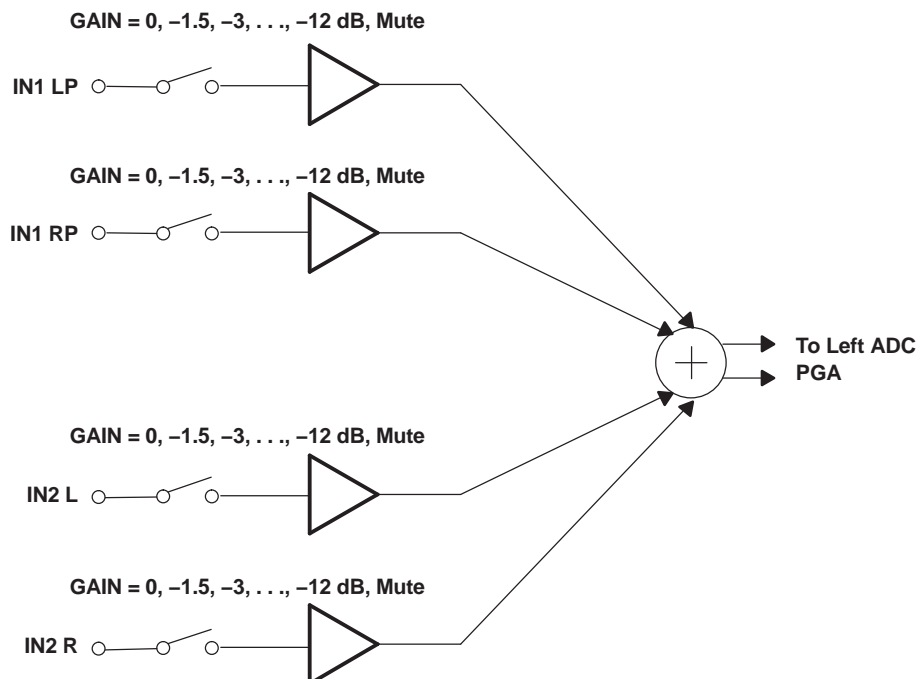 GAIN = 0, −1.5, −3, . . ., −12 dB, Mute
IN1 LP
GAIN = 0, −1.5, −3, . . ., −12 dB, Mute
IN1 RP
To Left ADC
PGA
GAIN = 0, −1.5, −3, . . ., −12 dB, Mute
IN2 L
GAIN = 0, −1.5, −3, . . ., −12 dB, Mute
IN2 R